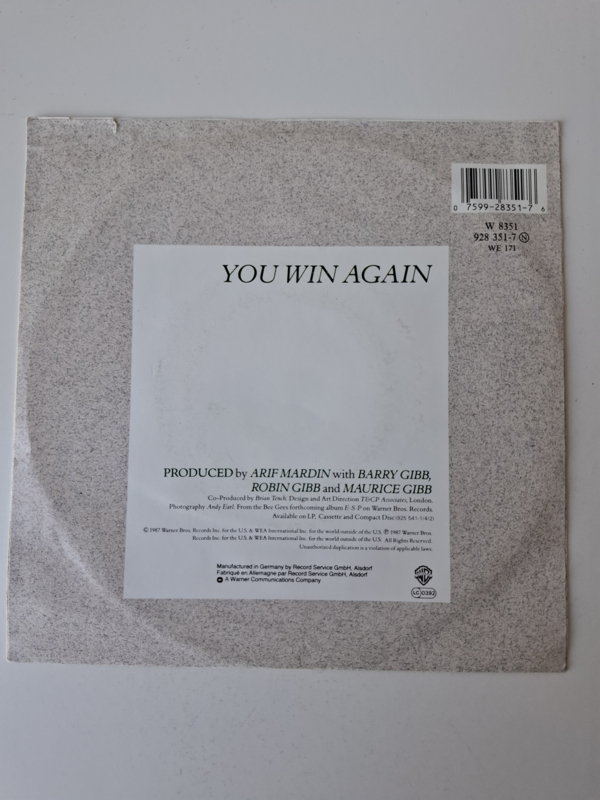 0 7599-28351-7 6
W 8351
928 351-7 Ⓝ
WE 171
YOU WIN AGAIN
PRODUCED by ARIF MARDIN with BARRY GIBB,
ROBIN GIBB and MAURICE GIBB
Co-Produced by Brian Tench. Design and Art Direction TH·CP Associates, London.
Photography Andy Earl. From the Bee Gees forthcoming album E·S·P on Warner Bros. Records.
Available on LP, Cassette and Compact Disc (925 541-1/4/2)
© 1987 Warner Bros. Records Inc. for the U.S. & WEA International Inc. for the world outside of the U.S. ℗ 1987 Warner Bros.
Records Inc. for the U.S. & WEA International Inc. for the world outside of the U.S. All Rights Reserved.
Unauthorized duplication is a violation of applicable laws.
Manufactured in Germany by Record Service GmbH, Alsdorf
Fabriqué en Allemagne par Record Service GmbH, Alsdorf
A Warner Communications Company
LC 0392